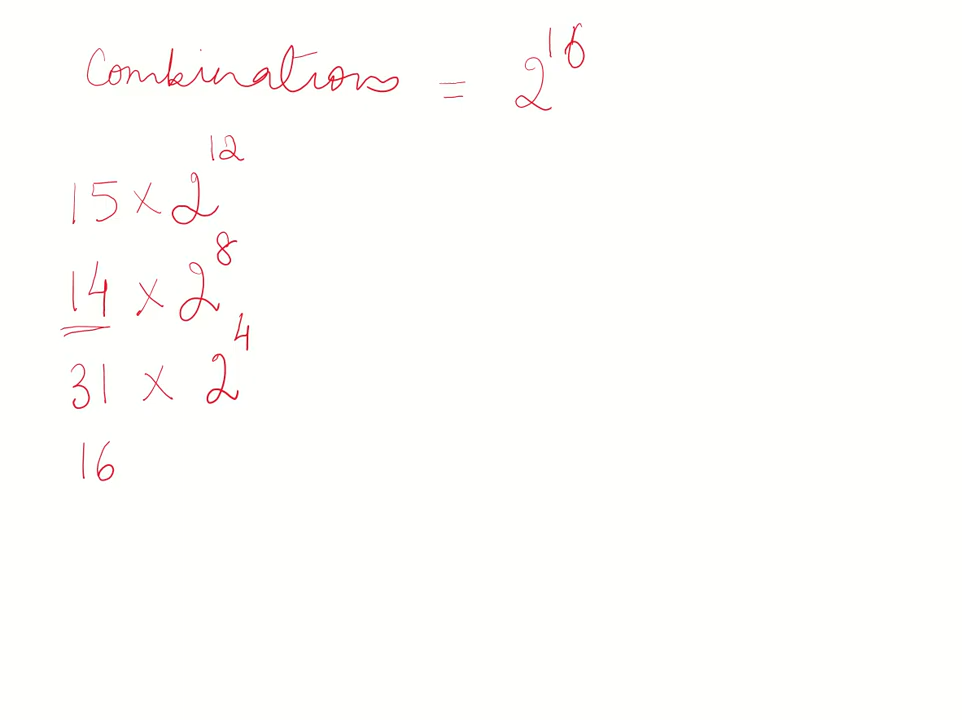 Combinations = 2^16
15 × 2^12
14 × 2^8
31 × 2^4
16